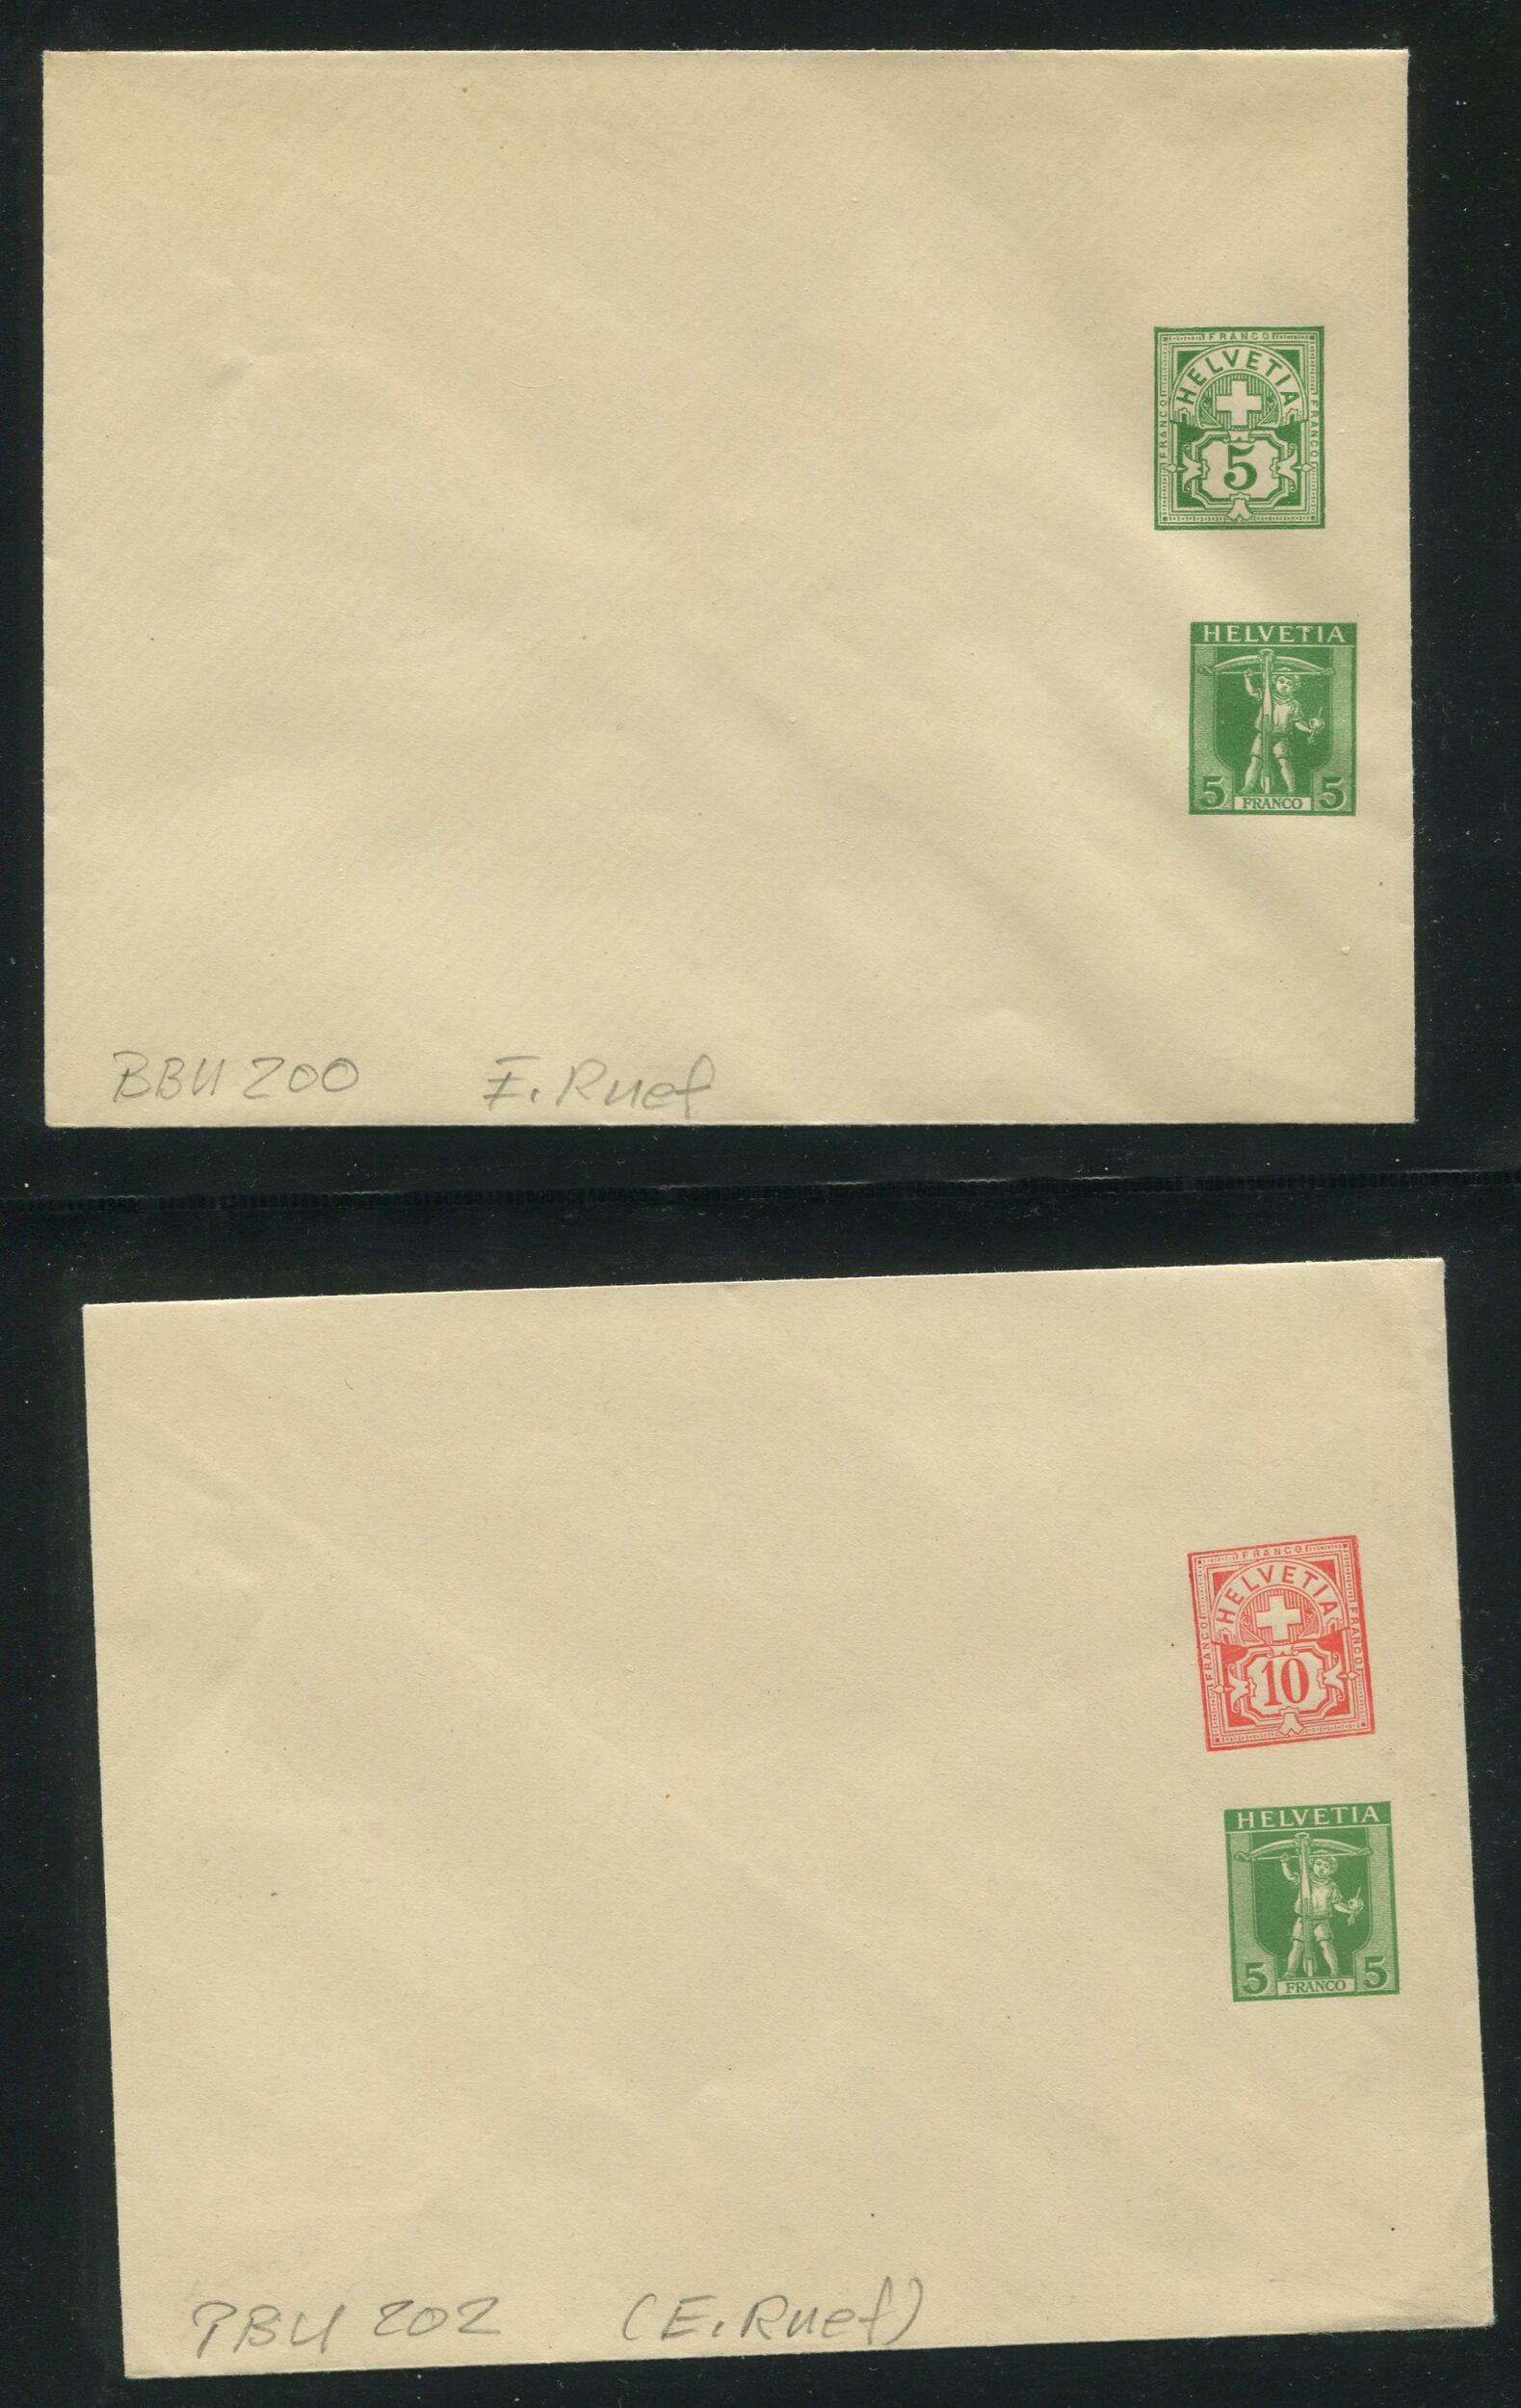 FRANCO
HELVETIA
FRANCO
FRANCO
5
HELVETIA
5 FRANCO 5
BBU 200 E. Ruef
FRANCO
HELVETIA
FRANCO
FRANCO
10
HELVETIA
5 FRANCO 5
PBU 202 (E. Ruef)